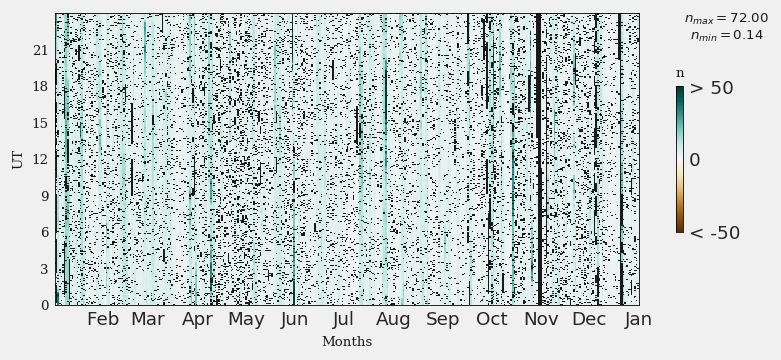 n_max = 72.00
n_min = 0.14
n
> 50
0
< -50
UT
21
18
15
12
9
6
3
0
Feb Mar Apr May Jun Jul Aug Sep Oct Nov Dec Jan
Months